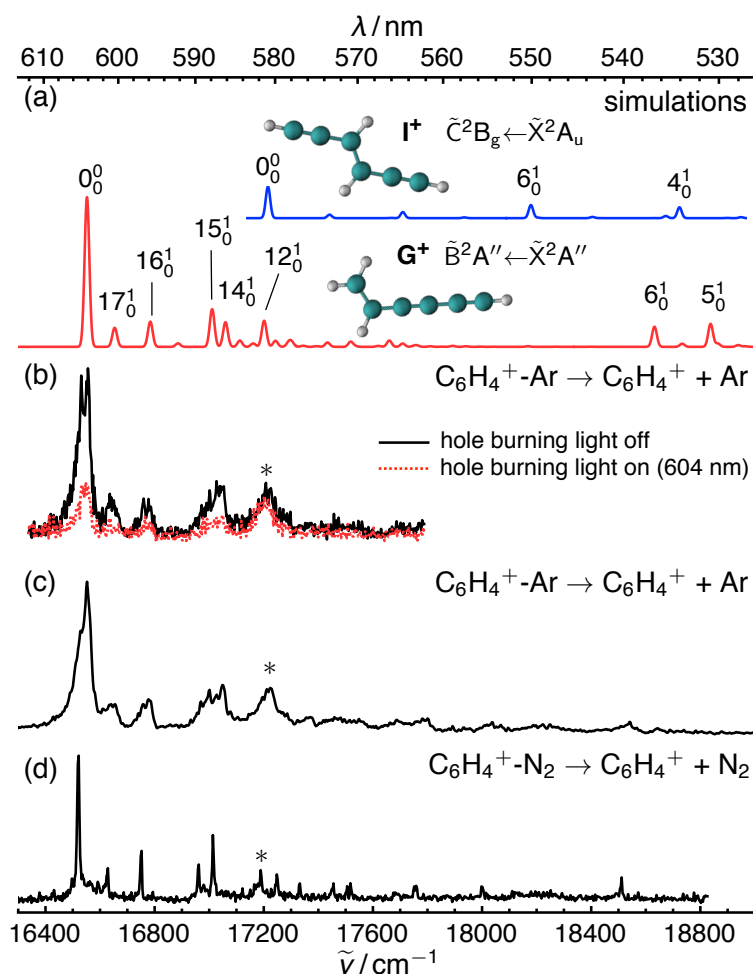 λ / nm
610 600 590 580 570 560 550 540 530
(a) simulations
I⁺ C̃²B_g←X̃²A_u
0⁰₀ 0⁰₀ 6¹₀ 4¹₀
15¹₀
16¹₀ 12¹₀ G⁺ B̃²A″←X̃²A″
17¹₀ 14¹₀ 6¹₀ 5¹₀
(b) C₆H₄⁺-Ar → C₆H₄⁺ + Ar
hole burning light off
* hole burning light on (604 nm)
(c) C₆H₄⁺-Ar → C₆H₄⁺ + Ar
*
(d) C₆H₄⁺-N₂ → C₆H₄⁺ + N₂
*
16400 16800 17200 17600 18000 18400 18800
ν̃ / cm⁻¹